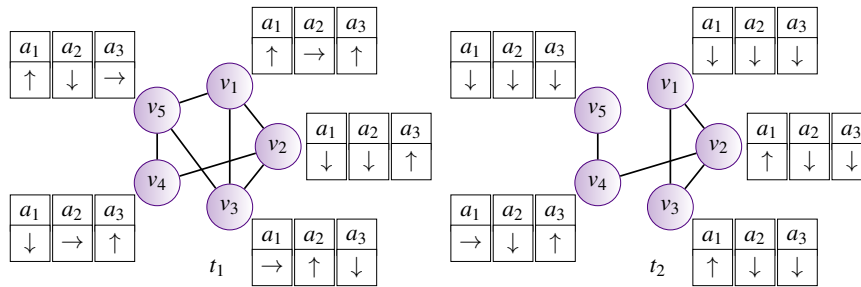 a1 a2 a3
↑ → ↑
a1 a2 a3
↑ ↓ →
v1
v5
v2
a1 a2 a3
↓ ↓ ↑
v4
v3
a1 a2 a3
↓ → ↑
t1
a1 a2 a3
→ ↑ ↓
a1 a2 a3
↓ ↓ ↓
a1 a2 a3
↓ ↓ ↓
v1
v5
v2
a1 a2 a3
↑ ↓ ↓
v4
v3
a1 a2 a3
→ ↓ ↑
t2
a1 a2 a3
↑ ↓ ↓